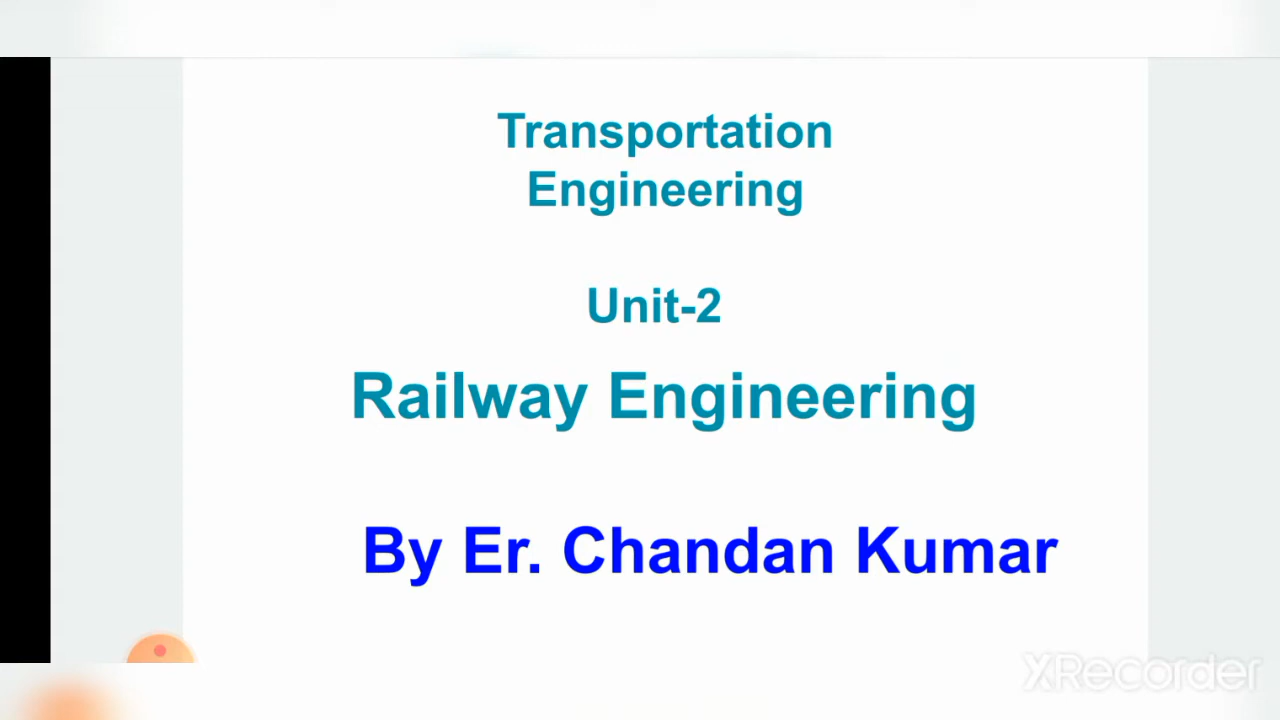 Transportation
Engineering
Unit-2
Railway Engineering
By Er. Chandan Kumar
XRecorder